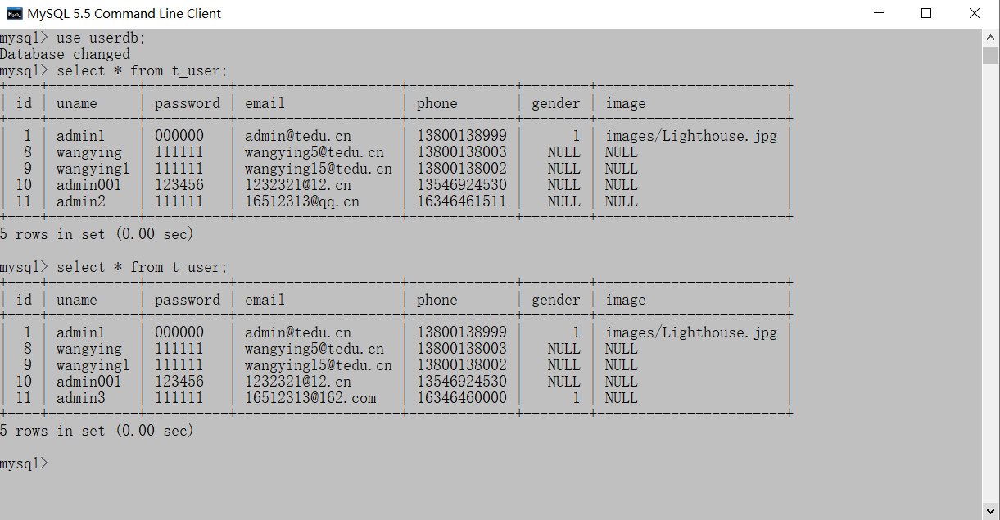 MySQL 5.5 Command Line Client
mysql> use userdb;
Database changed
mysql> select * from t_user;
+----+-----------+----------+--------------------+-------------+--------+-----------------------+
| id | uname     | password | email              | phone       | gender | image                 |
+----+-----------+----------+--------------------+-------------+--------+-----------------------+
|  1 | admin1    | 000000   | admin@tedu.cn      | 13800138999 |      1 | images/Lighthouse.jpg |
|  8 | wangying  | 111111   | wangying5@tedu.cn  | 13800138003 |   NULL | NULL                  |
|  9 | wangying1 | 111111   | wangying15@tedu.cn | 13800138002 |   NULL | NULL                  |
| 10 | admin001  | 123456   | 1232321@12.cn      | 13546924530 |   NULL | NULL                  |
| 11 | admin2    | 111111   | 16512313@qq.cn     | 16346461511 |   NULL | NULL                  |
+----+-----------+----------+--------------------+-------------+--------+-----------------------+
5 rows in set (0.00 sec)
mysql> select * from t_user;
+----+-----------+----------+--------------------+-------------+--------+-----------------------+
| id | uname     | password | email              | phone       | gender | image                 |
+----+-----------+----------+--------------------+-------------+--------+-----------------------+
|  1 | admin1    | 000000   | admin@tedu.cn      | 13800138999 |      1 | images/Lighthouse.jpg |
|  8 | wangying  | 111111   | wangying5@tedu.cn  | 13800138003 |   NULL | NULL                  |
|  9 | wangying1 | 111111   | wangying15@tedu.cn | 13800138002 |   NULL | NULL                  |
| 10 | admin001  | 123456   | 1232321@12.cn      | 13546924530 |   NULL | NULL                  |
| 11 | admin3    | 111111   | 16512313@162.com   | 16346460000 |      1 | NULL                  |
+----+-----------+----------+--------------------+-------------+--------+-----------------------+
5 rows in set (0.00 sec)
mysql>